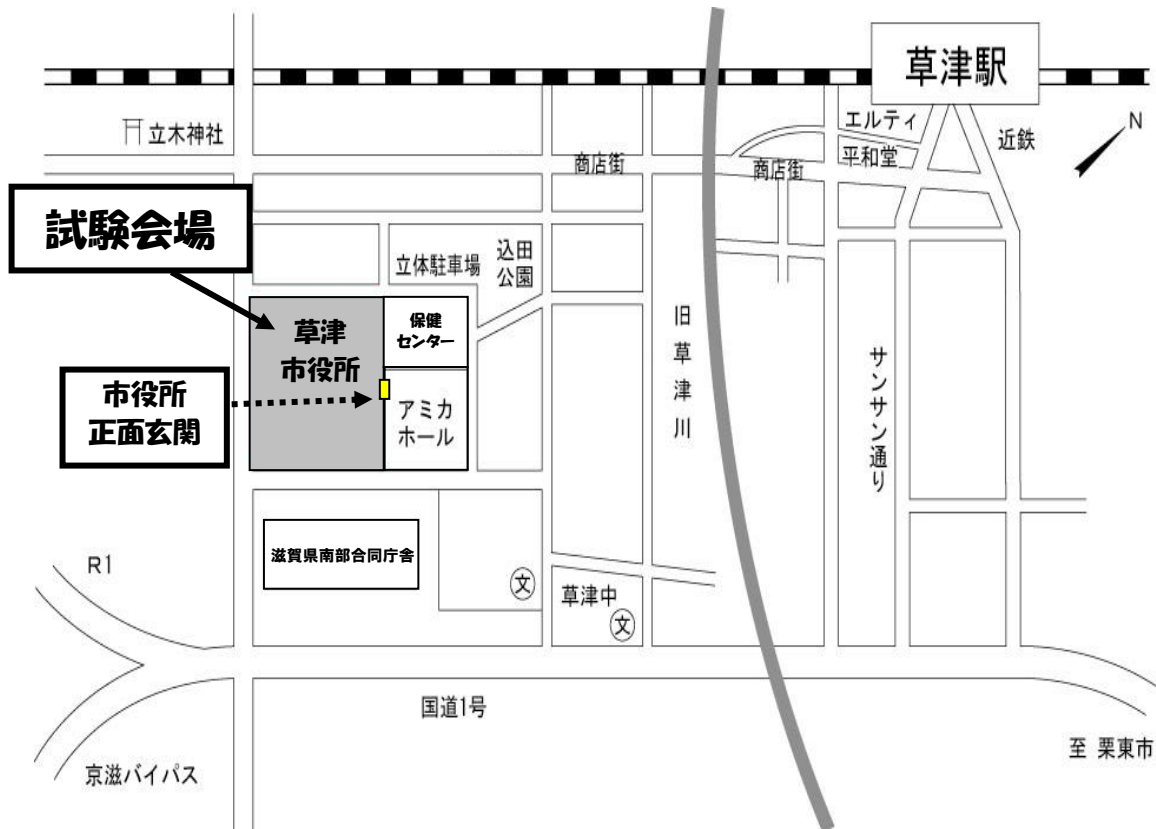 草津駅
エルティ
N
⛩立木神社
近鉄
平和堂
商店街
商店街
試験会場
込田
公園
立体駐車場
草津
市役所
保健
センター
旧
草
津
川
サンサン通り
市役所
正面玄関
アミカ
ホール
滋賀県南部合同庁舎
R1
文
草津中
文
国道1号
至 栗東市
京滋バイパス